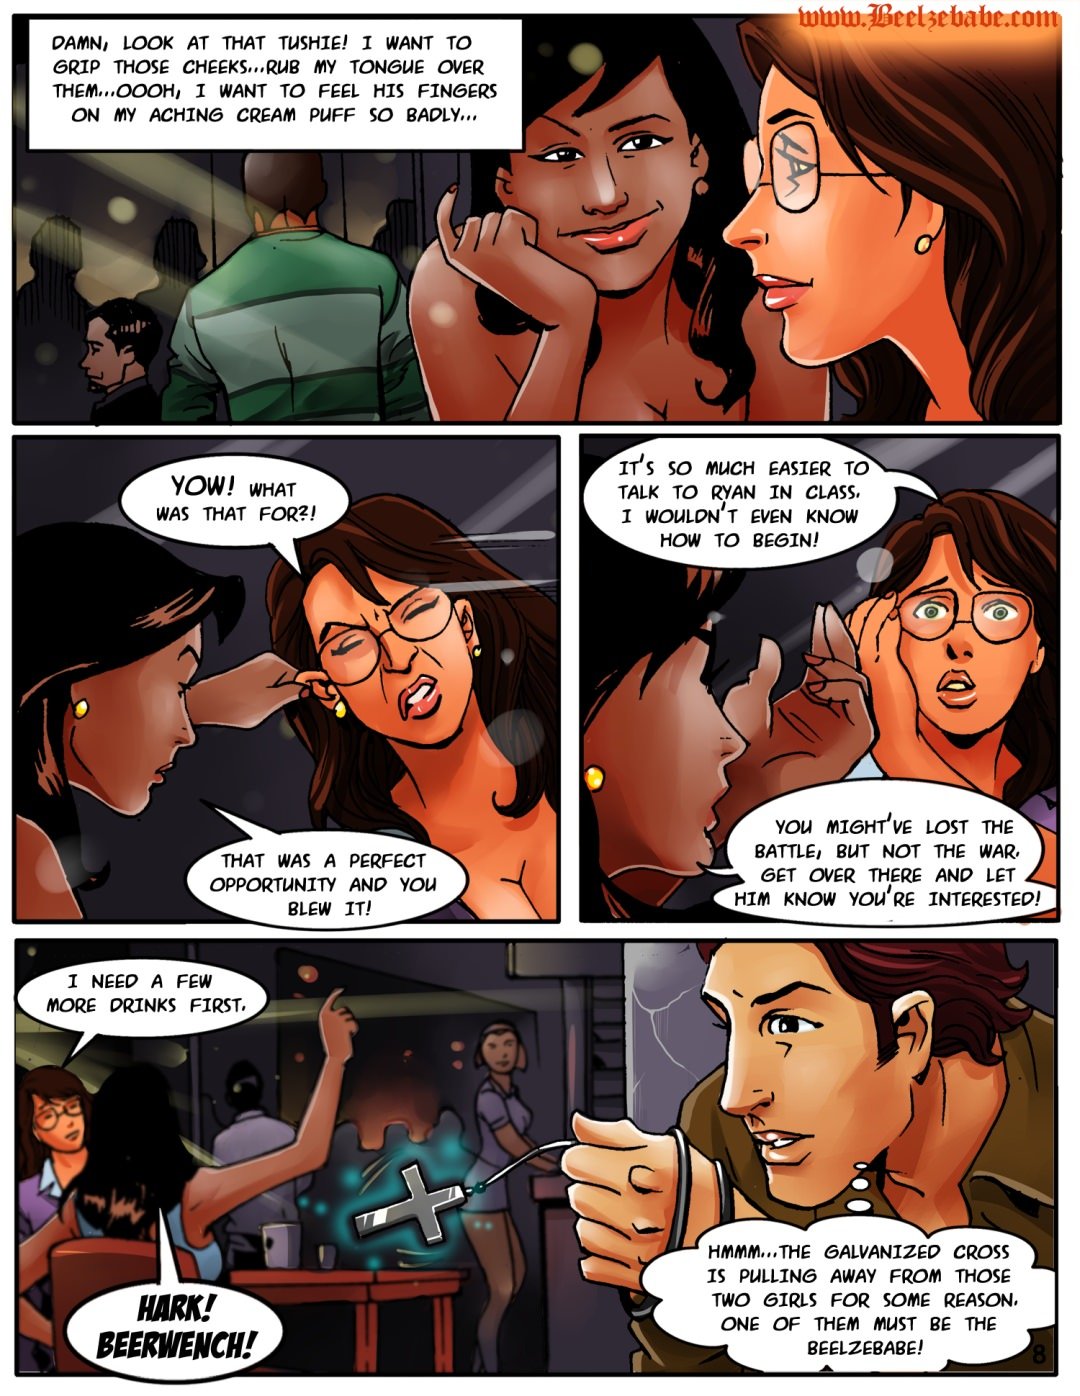 www.Beelzebabe.com
DAMN, LOOK AT THAT TUSHIE! I WANT TO
GRIP THOSE CHEEKS...RUB MY TONGUE OVER
THEM...OOOH, I WANT TO FEEL HIS FINGERS
ON MY ACHING CREAM PUFF SO BADLY...
YOW! WHAT
WAS THAT FOR?!
THAT WAS A PERFECT
OPPORTUNITY AND YOU
BLEW IT!
IT'S SO MUCH EASIER TO
TALK TO RYAN IN CLASS.
I WOULDN'T EVEN KNOW
HOW TO BEGIN!
YOU MIGHT'VE LOST THE
BATTLE, BUT NOT THE WAR.
GET OVER THERE AND LET
HIM KNOW YOU'RE INTERESTED!
I NEED A FEW
MORE DRINKS FIRST.
HARK!
BEERWENCH!
HMMM...THE GALVANIZED CROSS
IS PULLING AWAY FROM THOSE
TWO GIRLS FOR SOME REASON.
ONE OF THEM MUST BE THE
BEELZEBABE!
8